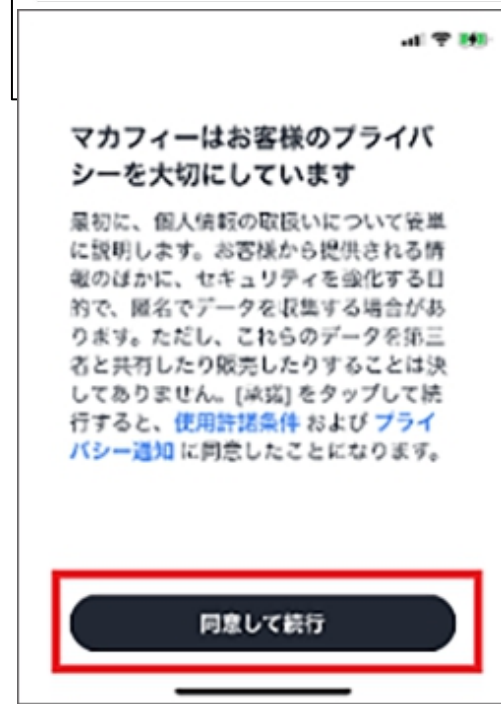 マカフィーはお客様のプライバ
シーを大切にしています
最初に、個人情報の取扱いについて簡単
に説明します。お客様から提供される情
報のほかに、セキュリティを強化する目
的で、匿名でデータを収集する場合があ
ります。ただし、これらのデータを第三
者と共有したり販売したりすることは決
してありません。[承諾] をタップして続
行すると、使用許諾条件 および プライ
バシー通知 に同意したことになります。
同意して続行